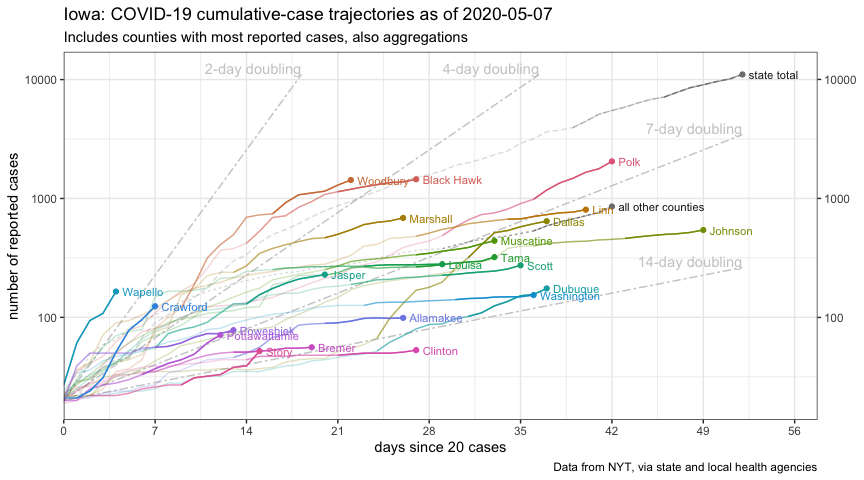 Iowa: COVID-19 cumulative-case trajectories as of 2020-05-07
Includes counties with most reported cases, also aggregations
2-day doubling
4-day doubling
10000
state total
10000
7-day doubling
Polk
Woodbury
Black Hawk
1000
1000
Linn
all other counties
Marshall
Dallas
Johnson
Muscatine
Tama
14-day doubling
Louisa
Scott
Jasper
Wapello
Dubuque
Washington
Crawford
100
Allamakee
100
Poweshiek
Pottawattamie
Bremer
Story
Clinton
number of reported cases
0
7
14
21
28
35
42
49
56
days since 20 cases
Data from NYT, via state and local health agencies